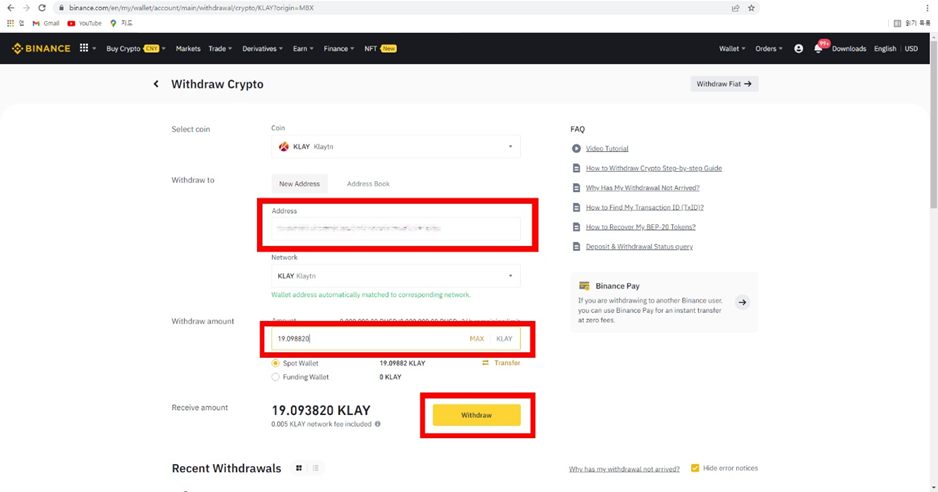 binance.com/en/my/wallet/account/main/withdrawal/crypto/KLAY?origin=MBX
앱 Gmail YouTube 지도 읽기 목록
BINANCE Buy Crypto CNY Markets Trade Derivatives Earn Finance NFT New Wallet Orders 99+ Downloads English USD
Withdraw Crypto
Withdraw Fiat
Select coin
Coin
KLAY Klaytn
Withdraw to
New Address Address Book
Address
Network
KLAY Klaytn
Wallet address automatically matched to corresponding network.
Withdraw amount
Amount
19.098820 MAX KLAY
Spot Wallet 19.09882 KLAY Transfer
Funding Wallet 0 KLAY
Receive amount
19.093820 KLAY
0.005 KLAY network fee included
Withdraw
FAQ
Video Tutorial
How to Withdraw Crypto Step-by-step Guide
Why Has My Withdrawal Not Arrived?
How to Find My Transaction ID (TxID)?
How to Recover My BEP-20 Tokens?
Deposit & Withdrawal Status query
Binance Pay
If you are withdrawing to another Binance user,
you can use Binance Pay for an instant transfer
at zero fees.
Recent Withdrawals
Why has my withdrawal not arrived? Hide error notices